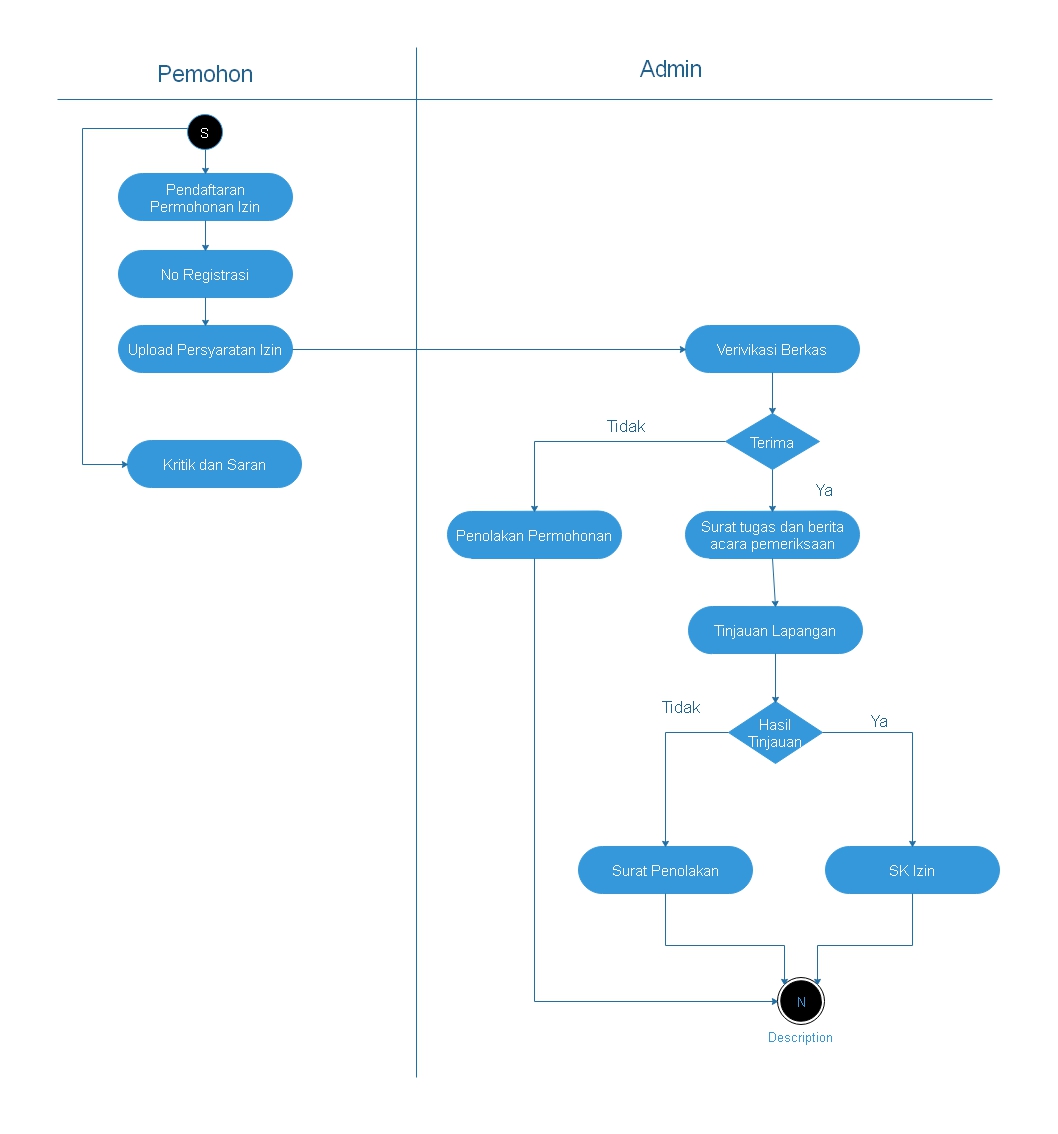 Pemohon
Admin
S
Pendaftaran
Permohonan Izin
No Registrasi
Upload Persyaratan Izin
Verivikasi Berkas
Tidak
Terima
Kritik dan Saran
Ya
Penolakan Permohonan
Surat tugas dan berita
acara pemeriksaan
Tinjauan Lapangan
Tidak
Hasil
Tinjauan
Ya
Surat Penolakan
SK Izin
N
Description